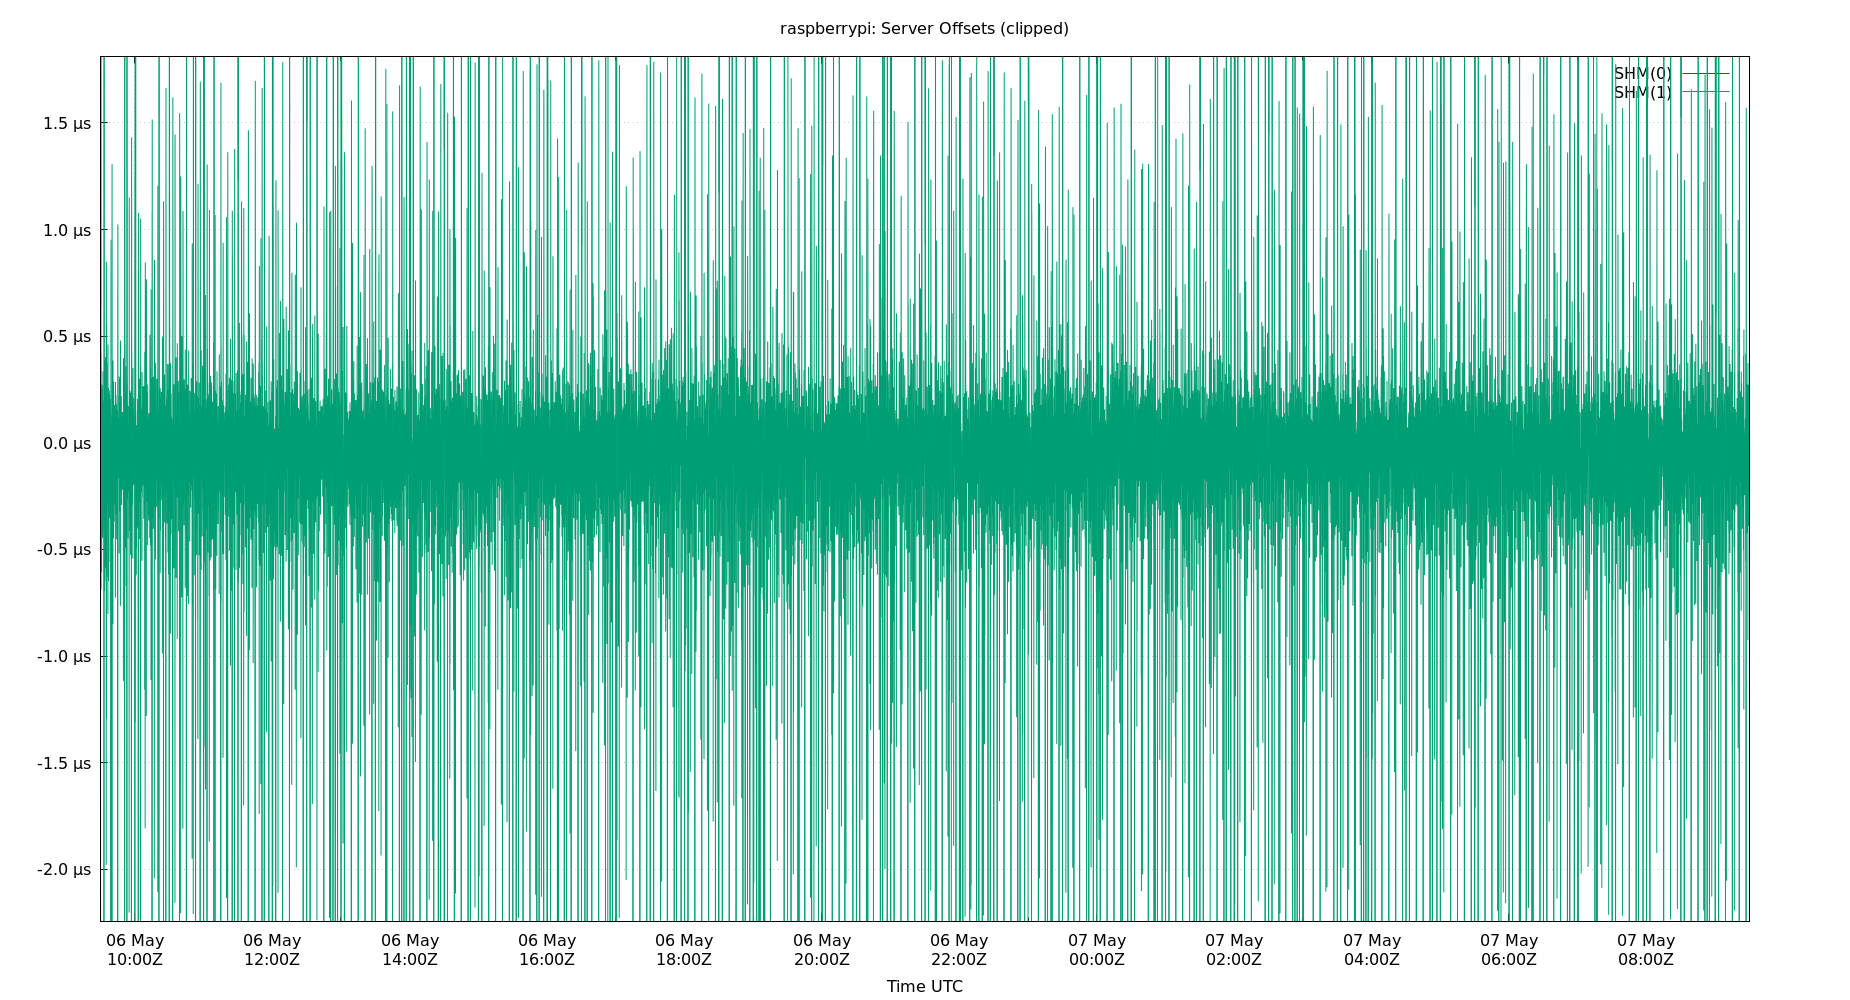 raspberrypi: Server Offsets (clipped)
SHM(0)
SHM(1)
1.5 µs
1.0 µs
0.5 µs
0.0 µs
-0.5 µs
-1.0 µs
-1.5 µs
-2.0 µs
06 May 06 May 06 May 06 May 06 May 06 May 06 May 07 May 07 May 07 May 07 May 07 May
10:00Z 12:00Z 14:00Z 16:00Z 18:00Z 20:00Z 22:00Z 00:00Z 02:00Z 04:00Z 06:00Z 08:00Z
Time UTC